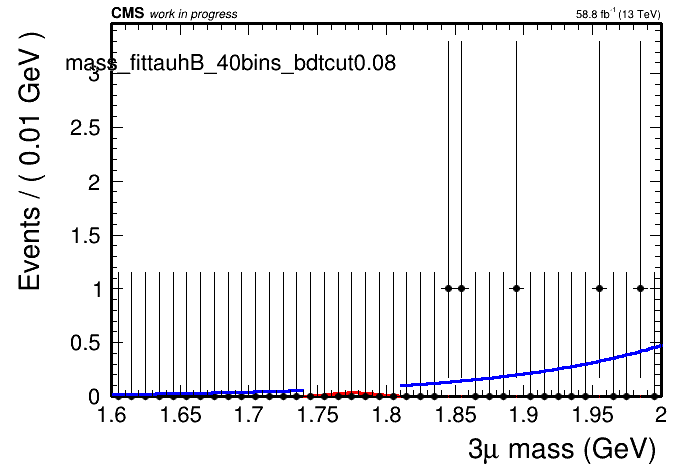 CMS work in progress
58.8 fb⁻¹ (13 TeV)
mass_fittauhB_40bins_bdtcut0.08
Events / ( 0.01 GeV )
3
2.5
2
1.5
1
0.5
0
1.6 1.65 1.7 1.75 1.8 1.85 1.9 1.95 2
3μ mass (GeV)